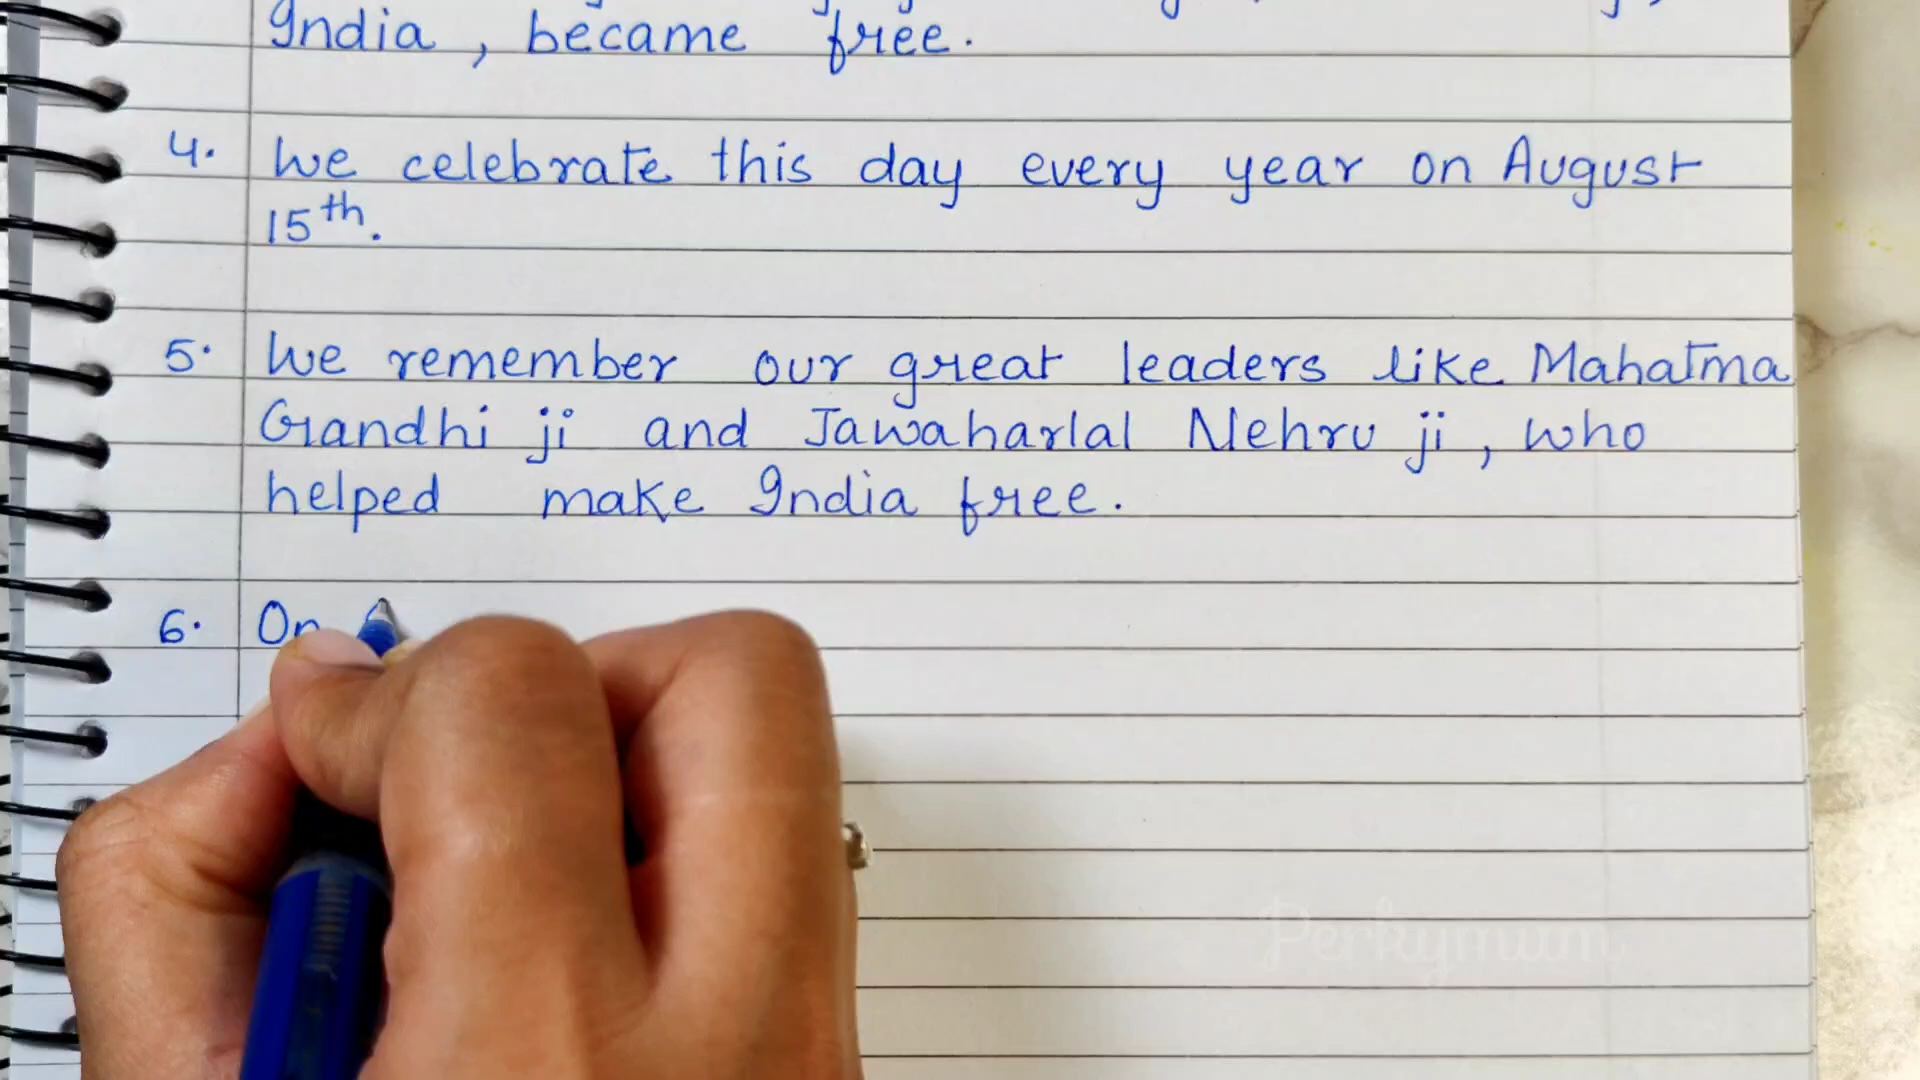 India, became free.
4. We celebrate this day every year on August
15th.
5. We remember our great leaders like Mahatma
Gandhi ji and Jawaharlal Nehru ji, who
helped make India free.
6. On
Perkymum